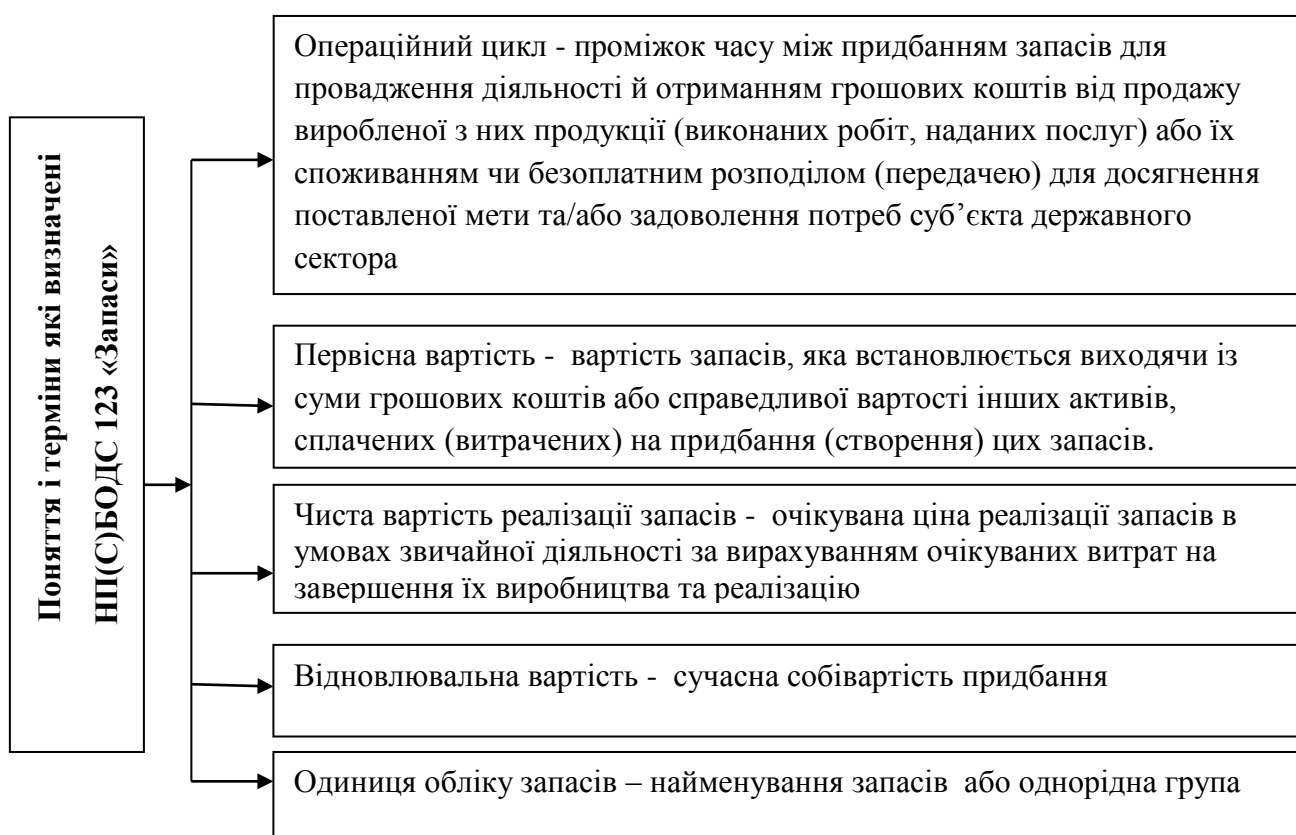 Поняття і терміни які визначені
НП(С)БОДС 123 «Запаси»
Операційний цикл - проміжок часу між придбанням запасів для
провадження діяльності й отриманням грошових коштів від продажу
виробленої з них продукції (виконаних робіт, наданих послуг) або їх
споживанням чи безоплатним розподілом (передачею) для досягнення
поставленої мети та/або задоволення потреб суб’єкта державного
сектора
Первісна вартість - вартість запасів, яка встановлюється виходячи із
суми грошових коштів або справедливої вартості інших активів,
сплачених (витрачених) на придбання (створення) цих запасів.
Чиста вартість реалізації запасів - очікувана ціна реалізації запасів в
умовах звичайної діяльності за вирахуванням очікуваних витрат на
завершення їх виробництва та реалізацію
Відновлювальна вартість - сучасна собівартість придбання
Одиниця обліку запасів – найменування запасів або однорідна група